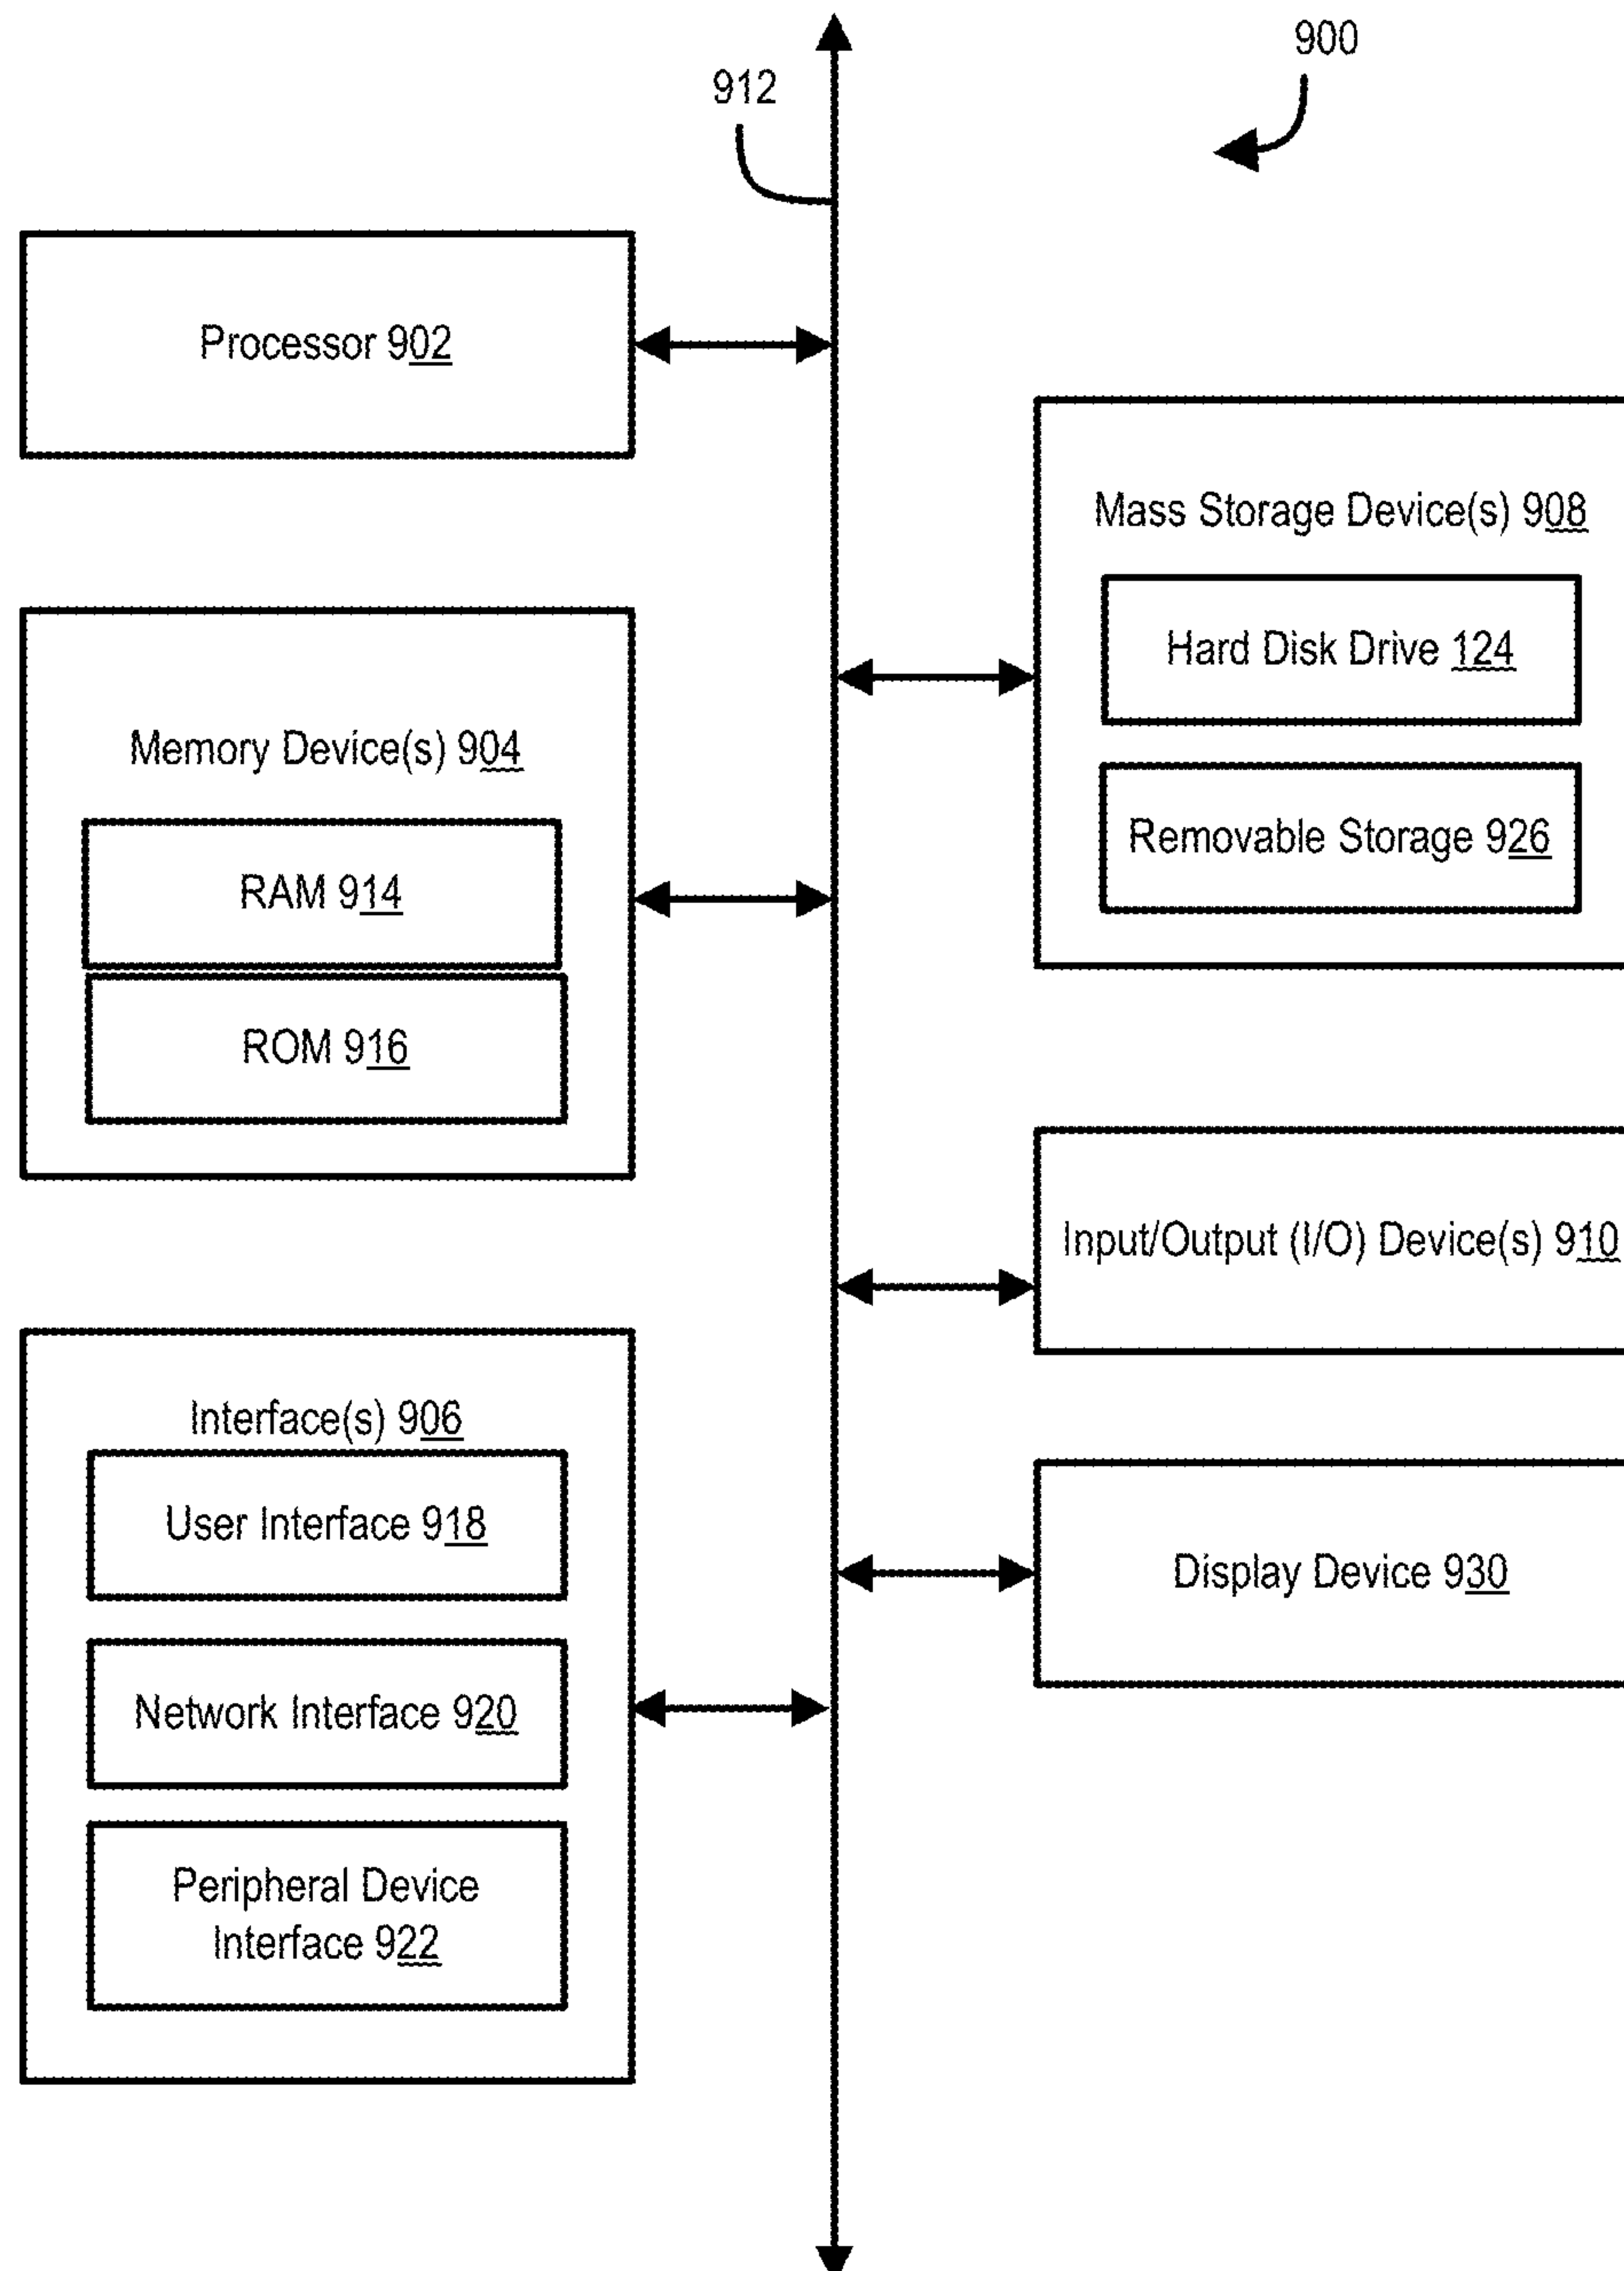 900
912
Processor 902
Mass Storage Device(s) 908
Hard Disk Drive 124
Removable Storage 926
Memory Device(s) 904
RAM 914
ROM 916
Input/Output (I/O) Device(s) 910
Interface(s) 906
User Interface 918
Network Interface 920
Peripheral Device
Interface 922
Display Device 930